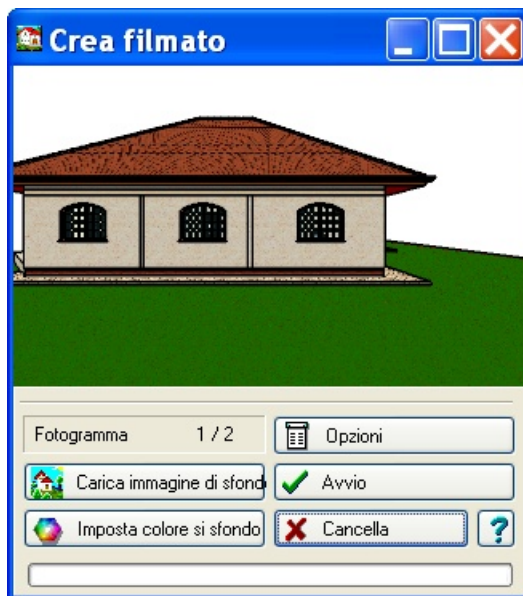 Crea filmato
Fotogramma 1 / 2
Opzioni
Carica immagine di sfond
Avvio
Imposta colore si sfondo
Cancella
?